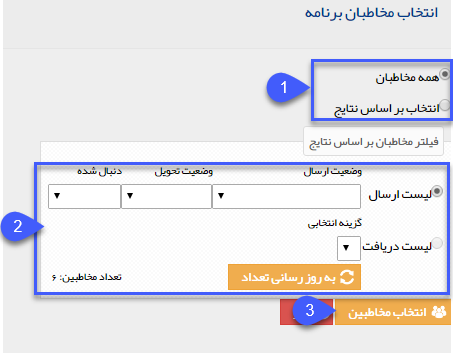 انتخاب مخاطبان برنامه
همه مخاطبان
1
انتخاب بر اساس نتایج
فیلتر مخاطبان بر اساس نتایج
وضعیت ارسال وضعیت تحویل دنبال شده
لیست ارسال
2
گزینه انتخابی
لیست دریافت
به روز رسانی تعداد
تعداد مخاطبین: ۶
انتخاب مخاطبین
3